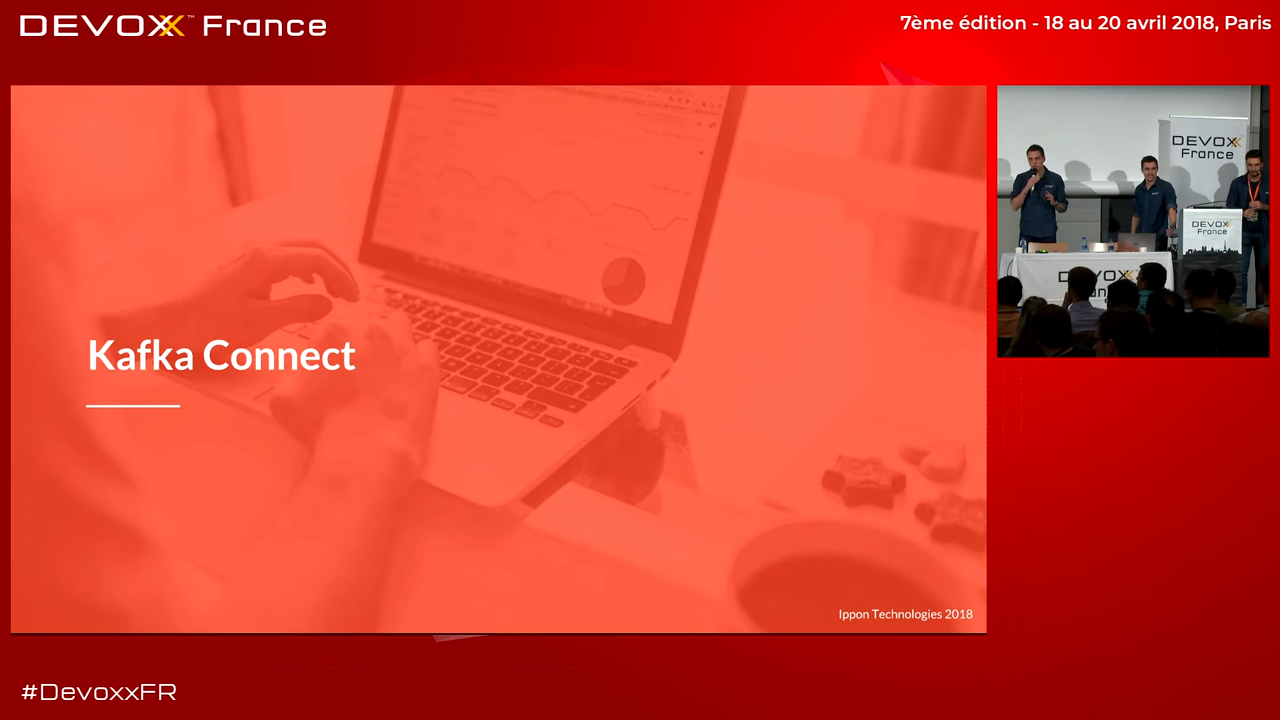 DEVOXX™ France
7ème édition - 18 au 20 avril 2018, Paris
Kafka Connect
Ippon Technologies 2018
DEVOXX
France
DEVOXX
France
DEVOXX
#DevoxxFR